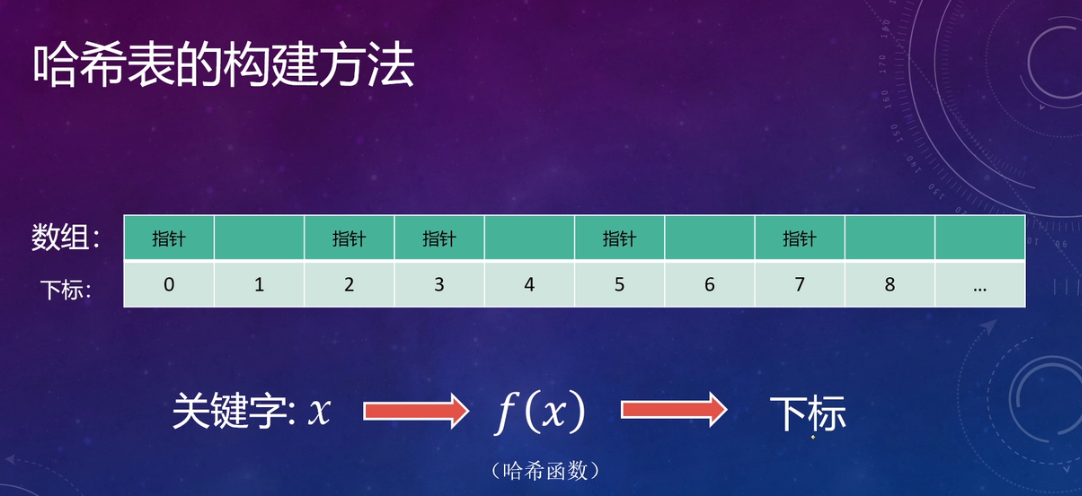 哈希表的构建方法
数组: 指针 指针 指针 指针 指针
下标: 0 1 2 3 4 5 6 7 8 ...
关键字: x f(x) 下标
（哈希函数）